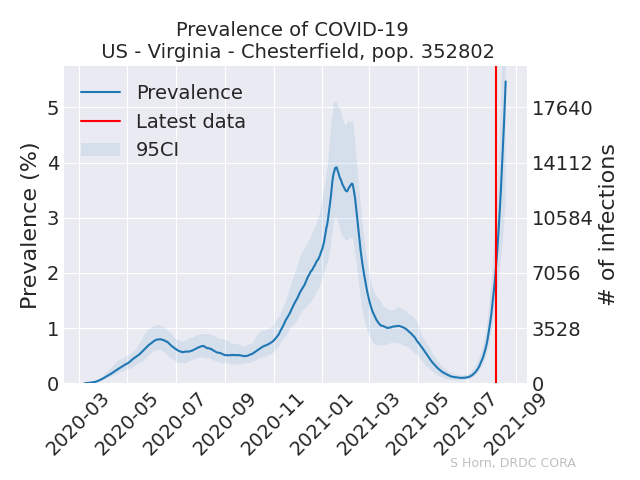 Prevalence of COVID-19
US - Virginia - Chesterfield, pop. 352802
Prevalence
Latest data
95CI
Prevalence (%)
5
4
3
2
1
0
17640
14112
10584
7056
3528
0
# of infections
2020-03
2020-05
2020-07
2020-09
2020-11
2021-01
2021-03
2021-05
2021-07
2021-09
S Horn, DRDC CORA